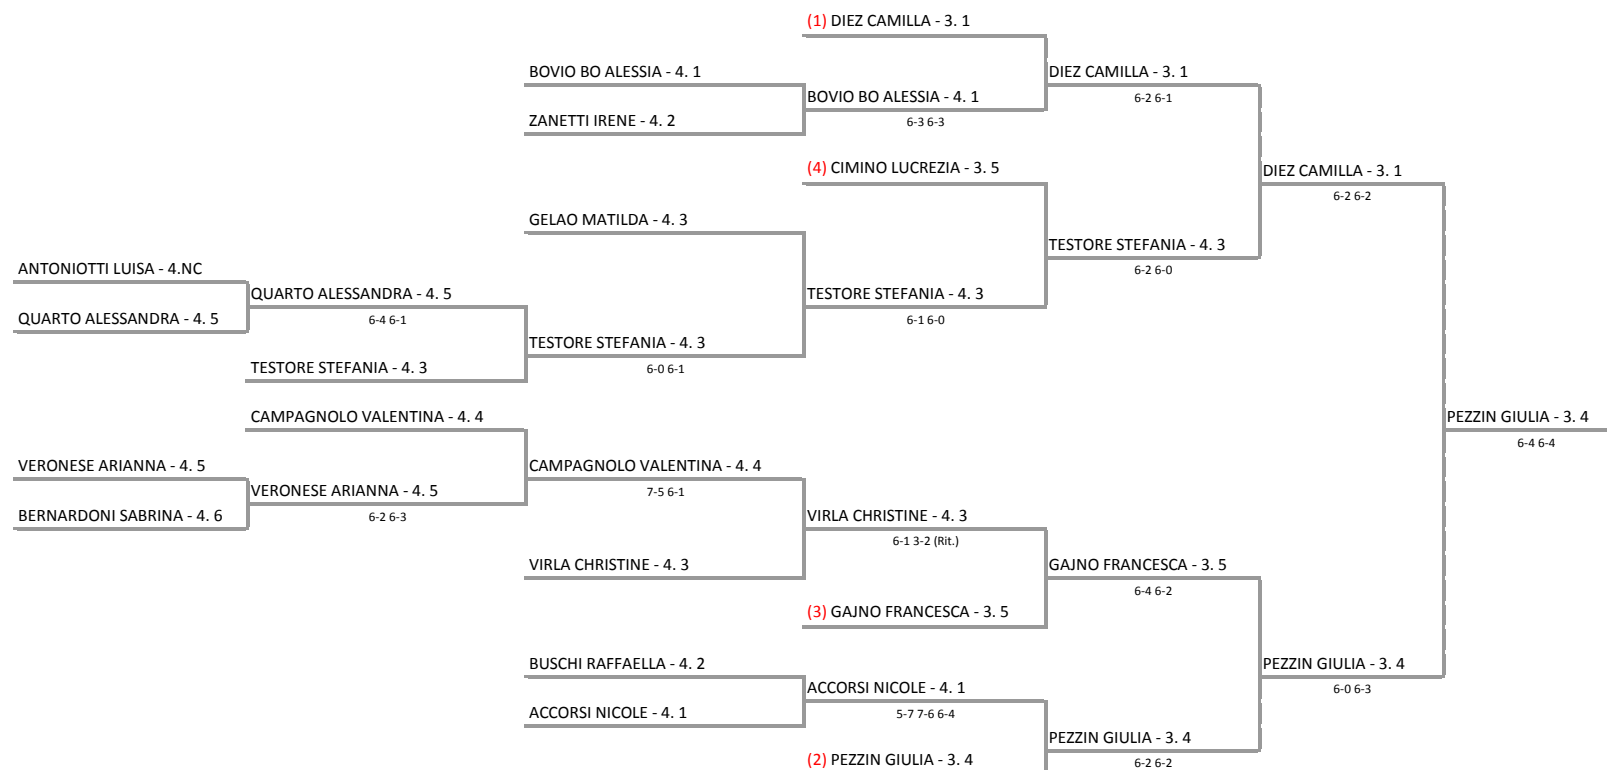 (1) DIEZ CAMILLA - 3. 1
BOVIO BO ALESSIA - 4. 1
DIEZ CAMILLA - 3. 1
BOVIO BO ALESSIA - 4. 1
6-2 6-1
ZANETTI IRENE - 4. 2
6-3 6-3
(4) CIMINO LUCREZIA - 3. 5
DIEZ CAMILLA - 3. 1
6-2 6-2
GELAO MATILDA - 4. 3
TESTORE STEFANIA - 4. 3
6-2 6-0
ANTONIOTTI LUISA - 4.NC
QUARTO ALESSANDRA - 4. 5
TESTORE STEFANIA - 4. 3
QUARTO ALESSANDRA - 4. 5
6-4 6-1
6-1 6-0
TESTORE STEFANIA - 4. 3
TESTORE STEFANIA - 4. 3
6-0 6-1
CAMPAGNOLO VALENTINA - 4. 4
PEZZIN GIULIA - 3. 4
6-4 6-4
VERONESE ARIANNA - 4. 5
CAMPAGNOLO VALENTINA - 4. 4
VERONESE ARIANNA - 4. 5
7-5 6-1
BERNARDONI SABRINA - 4. 6
6-2 6-3
VIRLA CHRISTINE - 4. 3
6-1 3-2 (Rit.)
VIRLA CHRISTINE - 4. 3
GAJNO FRANCESCA - 3. 5
6-4 6-2
(3) GAJNO FRANCESCA - 3. 5
BUSCHI RAFFAELLA - 4. 2
PEZZIN GIULIA - 3. 4
ACCORSI NICOLE - 4. 1
6-0 6-3
ACCORSI NICOLE - 4. 1
5-7 7-6 6-4
PEZZIN GIULIA - 3. 4
(2) PEZZIN GIULIA - 3. 4
6-2 6-2